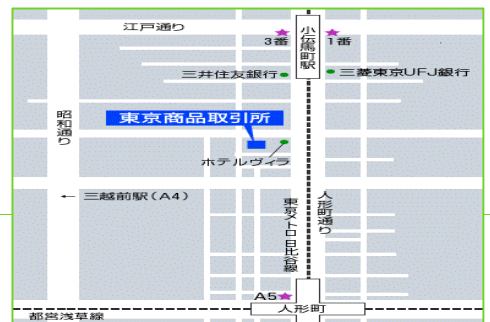 江戸通り
3番
小伝馬町駅
1番
三井住友銀行
三菱東京UFJ銀行
昭和通り
東京商品取引所
ホテルヴィラ
← 三越前駅(A4)
東京メトロ日比谷線
人形町通り
A5
人形町
都営浅草線